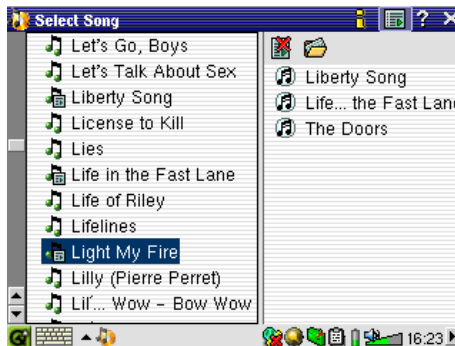 Select Song
?
Let's Go, Boys
Let's Talk About Sex
Liberty Song
License to Kill
Lies
Life in the Fast Lane
Life of Riley
Lifelines
Light My Fire
Lilly (Pierre Perret)
Lil'... Wow - Bow Wow
Liberty Song
Life... the Fast Lane
The Doors
16:23